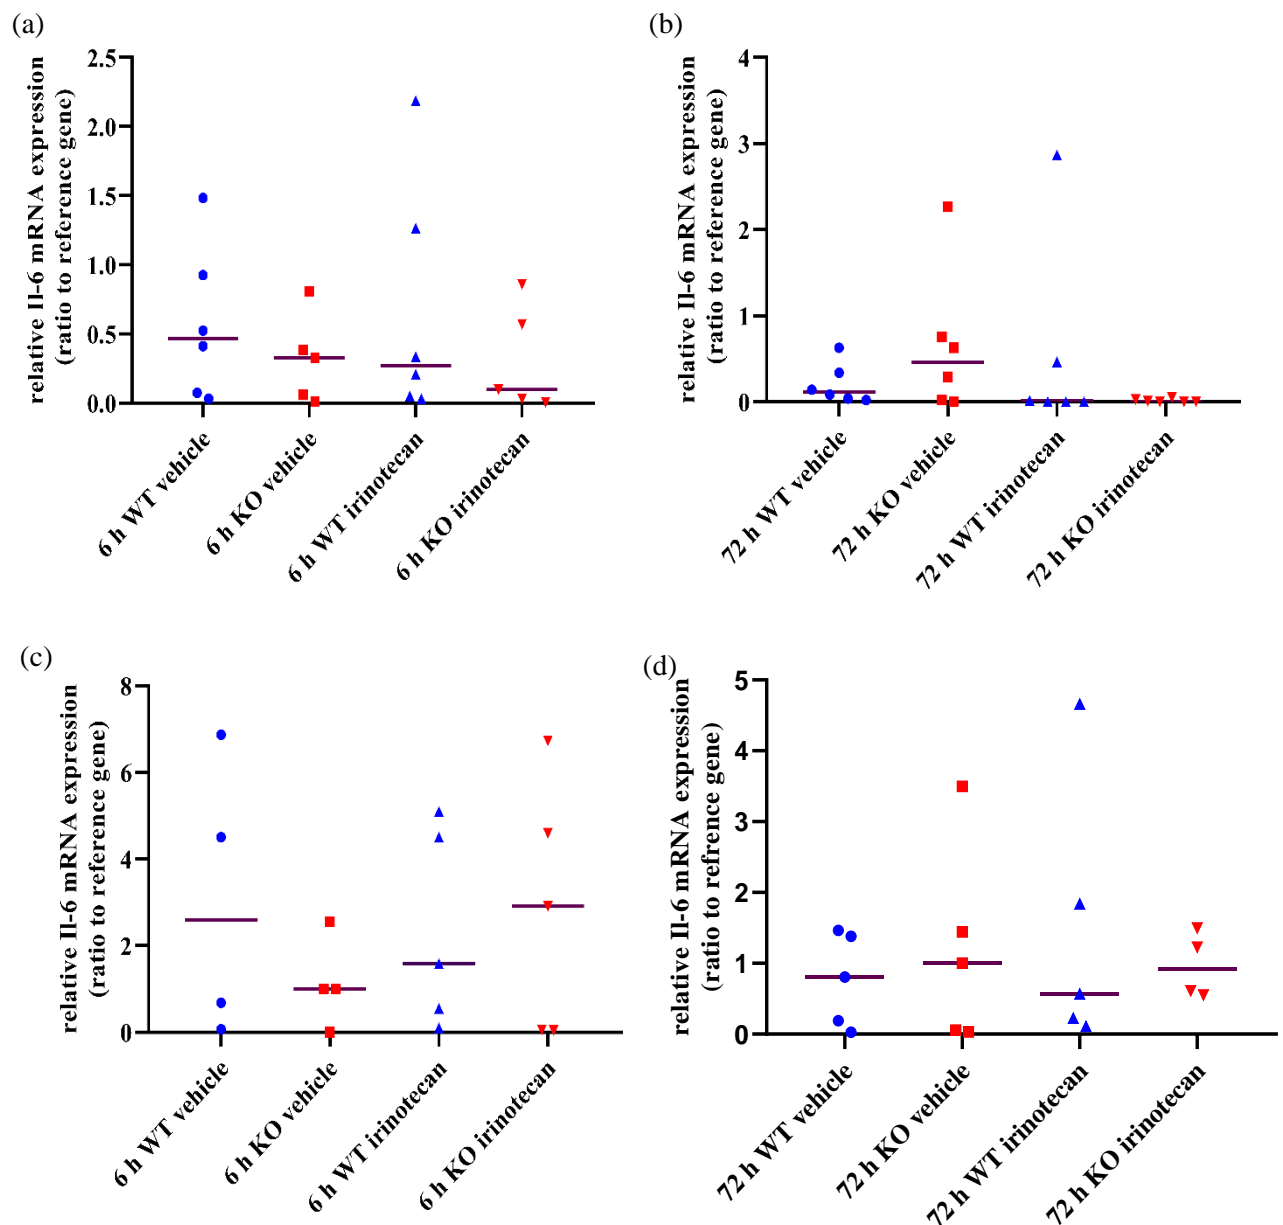 (a)
relative Il-6 mRNA expression
(ratio to reference gene)
2.5
2.0
1.5
1.0
0.5
0.0
6 h WT vehicle
6 h KO vehicle
6 h WT irinotecan
6 h KO irinotecan
(b)
relative Il-6 mRNA expression
(ratio to reference gene)
4
3
2
1
0
72 h WT vehicle
72 h KO vehicle
72 h WT irinotecan
72 h KO irinotecan
(c)
relative Il-6 mRNA expression
(ratio to reference gene)
8
6
4
2
0
6 h WT vehicle
6 h KO vehicle
6 h WT irinotecan
6 h KO irinotecan
(d)
relative Il-6 mRNA expression
(ratio to refrence gene)
5
4
3
2
1
0
72 h WT vehicle
72 h KO vehicle
72 h WT irinotecan
72 h KO irinotecan